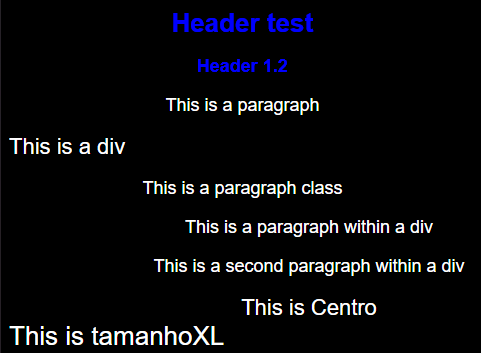 Header test
Header 1.2
This is a paragraph
This is a div
This is a paragraph class
This is a paragraph within a div
This is a second paragraph within a div
This is Centro
This is tamanhoXL